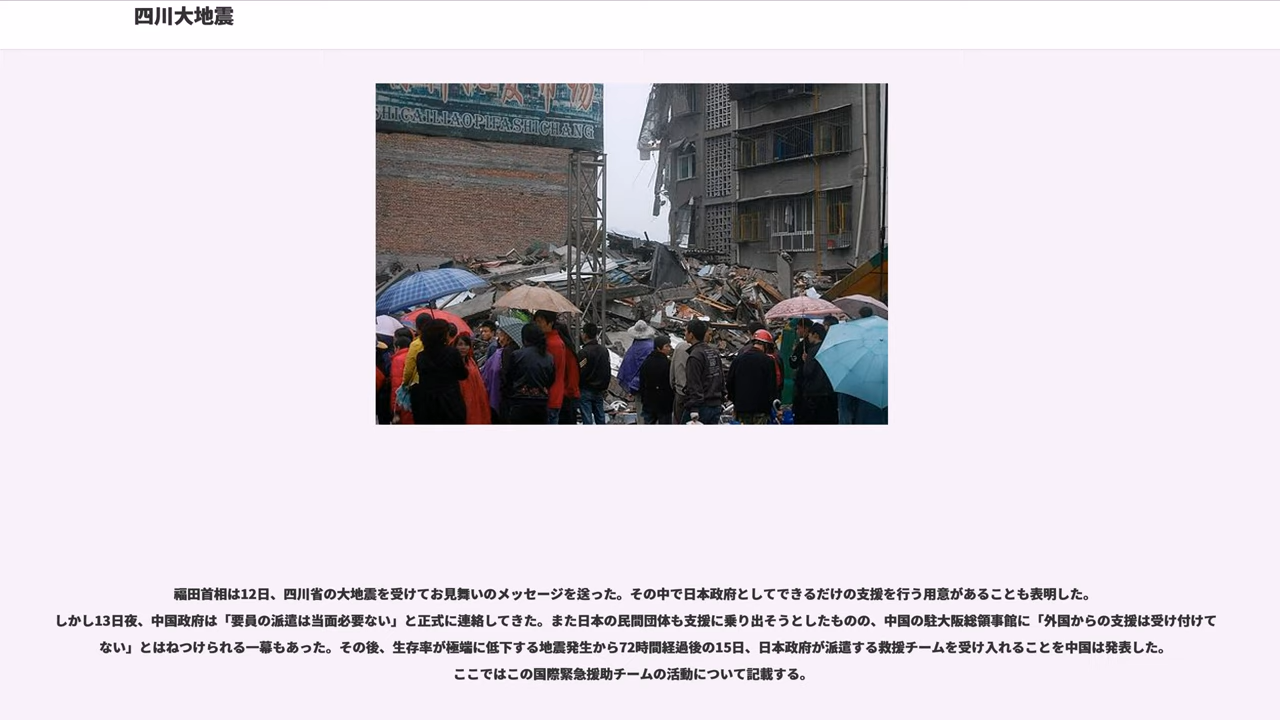 四川大地震
SHICAILIAOPIFASHICHANG
福田首相は12日、四川省の大地震を受けてお見舞いのメッセージを送った。その中で日本政府としてできるだけの支援を行う用意があることも表明した。
しかし13日夜、中国政府は「要員の派遣は当面必要ない」と正式に連絡してきた。また日本の民間団体も支援に乗り出そうとしたものの、中国の駐大阪総領事館に「外国からの支援は受け付けて
ない」とはねつけられる一幕もあった。その後、生存率が極端に低下する地震発生から72時間経過後の15日、日本政府が派遣する救援チームを受け入れることを中国は発表した。
ここではこの国際緊急援助チームの活動について記載する。